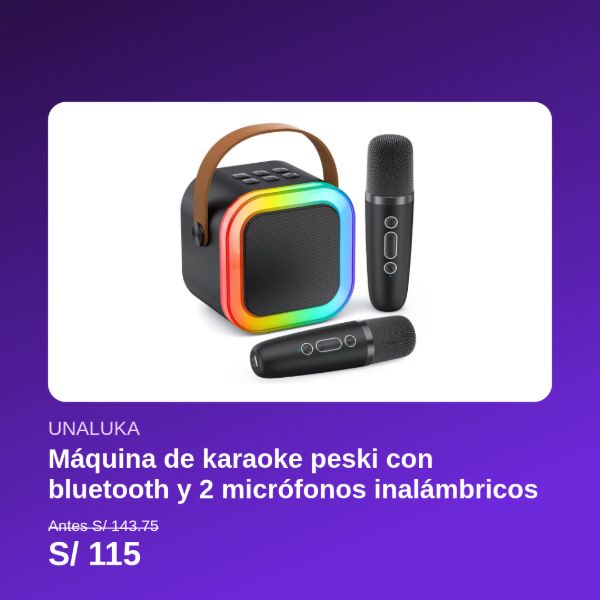 UNALUKA
Máquina de karaoke peski con
bluetooth y 2 micrófonos inalámbricos
Antes S/ 143.75
S/ 115